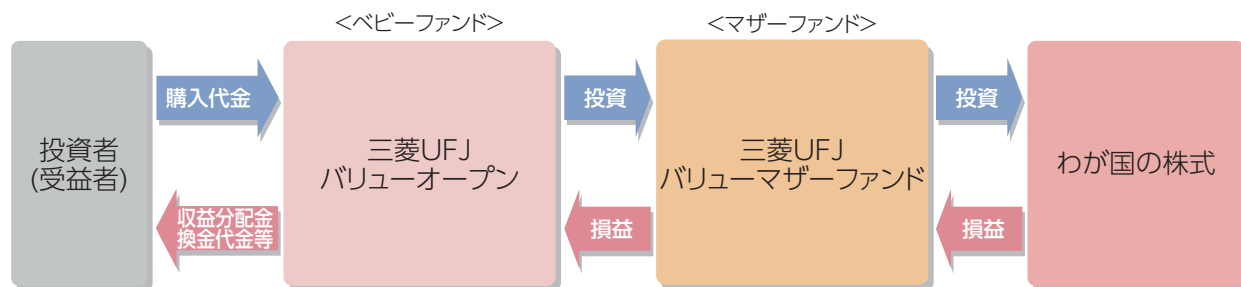 <ベビーファンド>
<マザーファンド>
投資者
(受益者)
購入代金
収益分配金
換金代金等
三菱UFJ
バリューオープン
投資
損益
三菱UFJ
バリューマザーファンド
投資
損益
わが国の株式